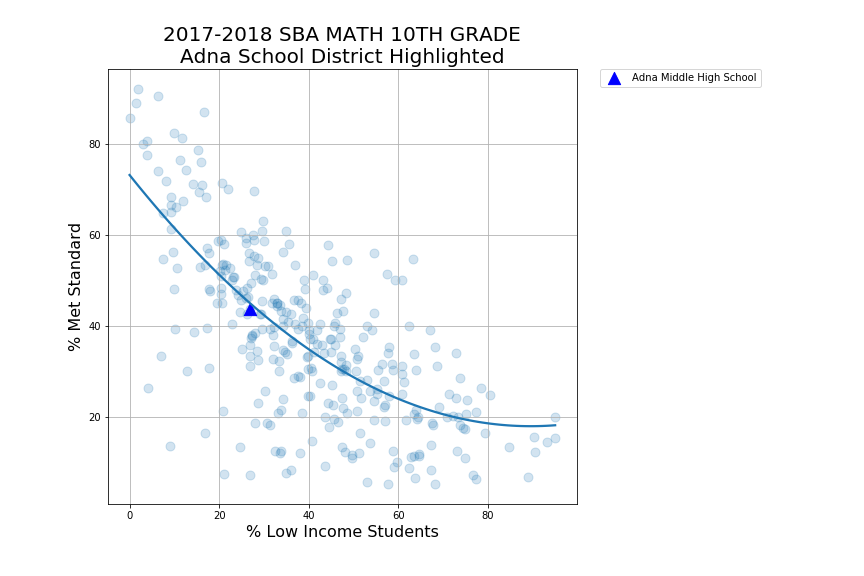 2017-2018 SBA MATH 10TH GRADE
Adna School District Highlighted
Adna Middle High School
% Met Standard
80
60
40
20
0
20
40
60
80
% Low Income Students